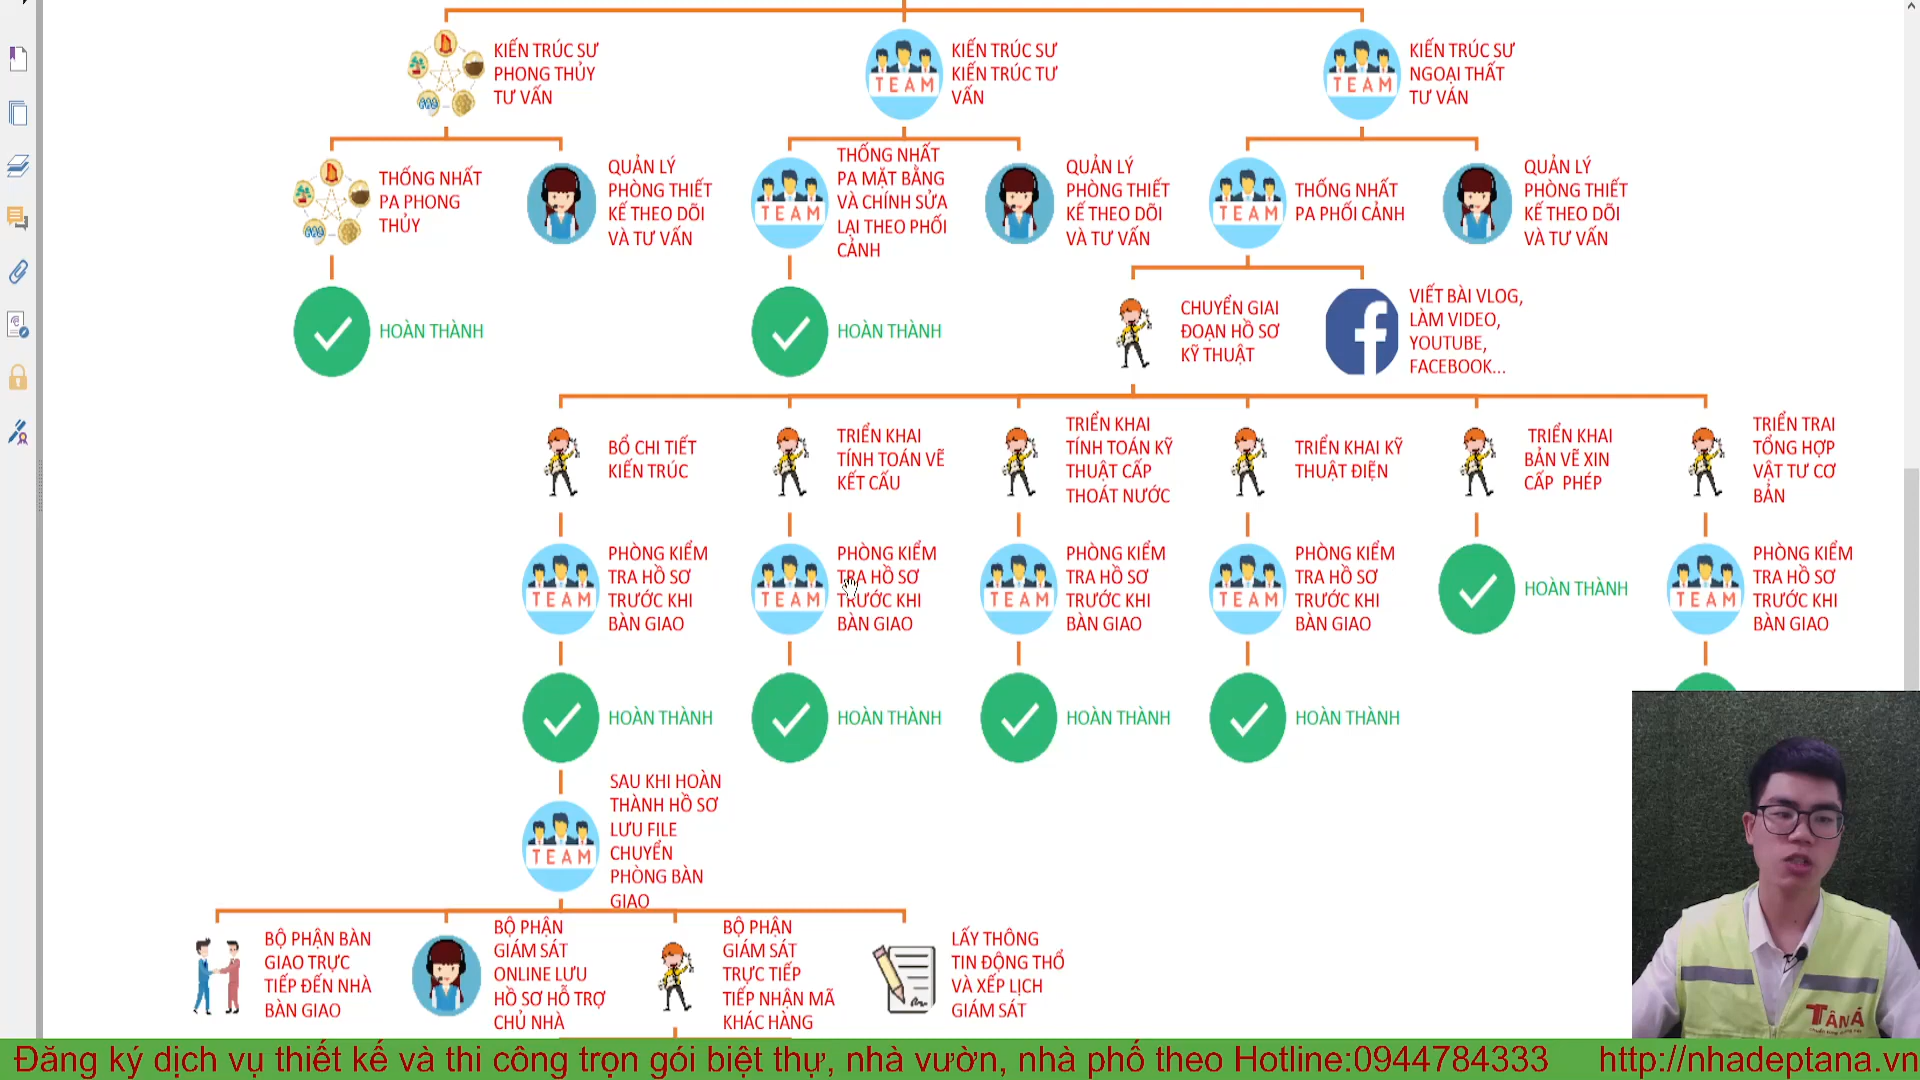 KIẾN TRÚC SƯ
PHONG THỦY
TƯ VẤN
TEAM
KIẾN TRÚC SƯ
KIẾN TRÚC TƯ
VẤN
TEAM
KIẾN TRÚC SƯ
NGOẠI THẤT
TƯ VÁN
THỐNG NHẤT
PA PHONG
THỦY
QUẢN LÝ
PHÒNG THIẾT
KẾ THEO DÕI
VÀ TƯ VẤN
TEAM
THỐNG NHẤT
PA MẶT BẰNG
VÀ CHỈNH SỬA
LẠI THEO PHỐI
CẢNH
QUẢN LÝ
PHÒNG THIẾT
KẾ THEO DÕI
VÀ TƯ VẤN
TEAM
THỐNG NHẤT
PA PHỐI CẢNH
QUẢN LÝ
PHÒNG THIẾT
KẾ THEO DÕI
VÀ TƯ VẤN
HOÀN THÀNH
HOÀN THÀNH
CHUYỂN GIAI
ĐOẠN HỒ SƠ
KỸ THUẬT
VIẾT BÀI VLOG,
LÀM VIDEO,
YOUTUBE,
FACEBOOK...
BỔ CHI TIẾT
KIẾN TRÚC
TRIỂN KHAI
TÍNH TOÁN VẼ
KẾT CẤU
TRIỂN KHAI
TÍNH TOÁN KỸ
THUẬT CẤP
THOÁT NƯỚC
TRIỂN KHAI KỸ
THUẬT ĐIỆN
TRIỂN KHAI
BẢN VẼ XIN
CẤP PHÉP
TRIỂN TRAI
TỔNG HỢP
VẬT TƯ CƠ
BẢN
TEAM
PHÒNG KIỂM
TRA HỒ SƠ
TRƯỚC KHI
BÀN GIAO
TEAM
PHÒNG KIỂM
TRA HỒ SƠ
TRƯỚC KHI
BÀN GIAO
TEAM
PHÒNG KIỂM
TRA HỒ SƠ
TRƯỚC KHI
BÀN GIAO
TEAM
PHÒNG KIỂM
TRA HỒ SƠ
TRƯỚC KHI
BÀN GIAO
HOÀN THÀNH
TEAM
PHÒNG KIỂM
TRA HỒ SƠ
TRƯỚC KHI
BÀN GIAO
HOÀN THÀNH
HOÀN THÀNH
HOÀN THÀNH
HOÀN THÀNH
TEAM
SAU KHI HOÀN
THÀNH HỒ SƠ
LƯU FILE
CHUYỂN
PHÒNG BÀN
GIAO
BỘ PHẬN BÀN
GIAO TRỰC
TIẾP ĐẾN NHÀ
BÀN GIAO
BỘ PHẬN
GIÁM SÁT
ONLINE LƯU
HỒ SƠ HỖ TRỢ
CHỦ NHÀ
BỘ PHẬN
GIÁM SÁT
TRỰC TIẾP
TIẾP NHẬN MÃ
KHÁC HÀNG
LẤY THÔNG
TIN ĐỘNG THỔ
VÀ XẾP LỊCH
GIÁM SÁT
TÂN Á
Đăng ký dịch vụ thiết kế và thi công trọn gói biệt thự, nhà vườn, nhà phố theo Hotline:0944784333 http://nhadeptana.vn